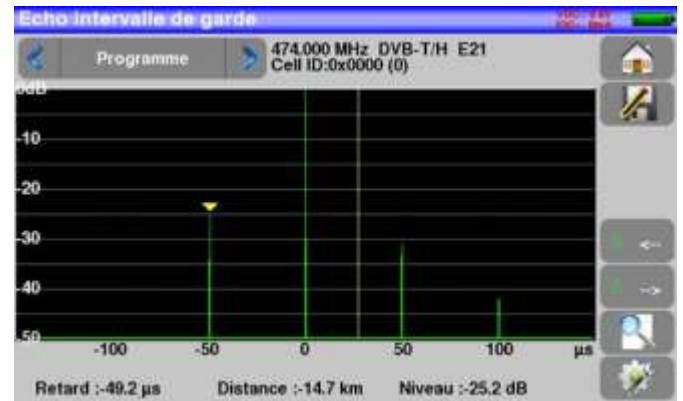 Echo intervalle de garde
Programme
474.000 MHz DVB-T/H E21
Cell ID:0x0000 (0)
0dB
-10
-20
-30
-40
-50
-100 -50 0 50 100 µs
<--
-->
Retard :-49.2 µs Distance :-14.7 km Niveau :-25.2 dB